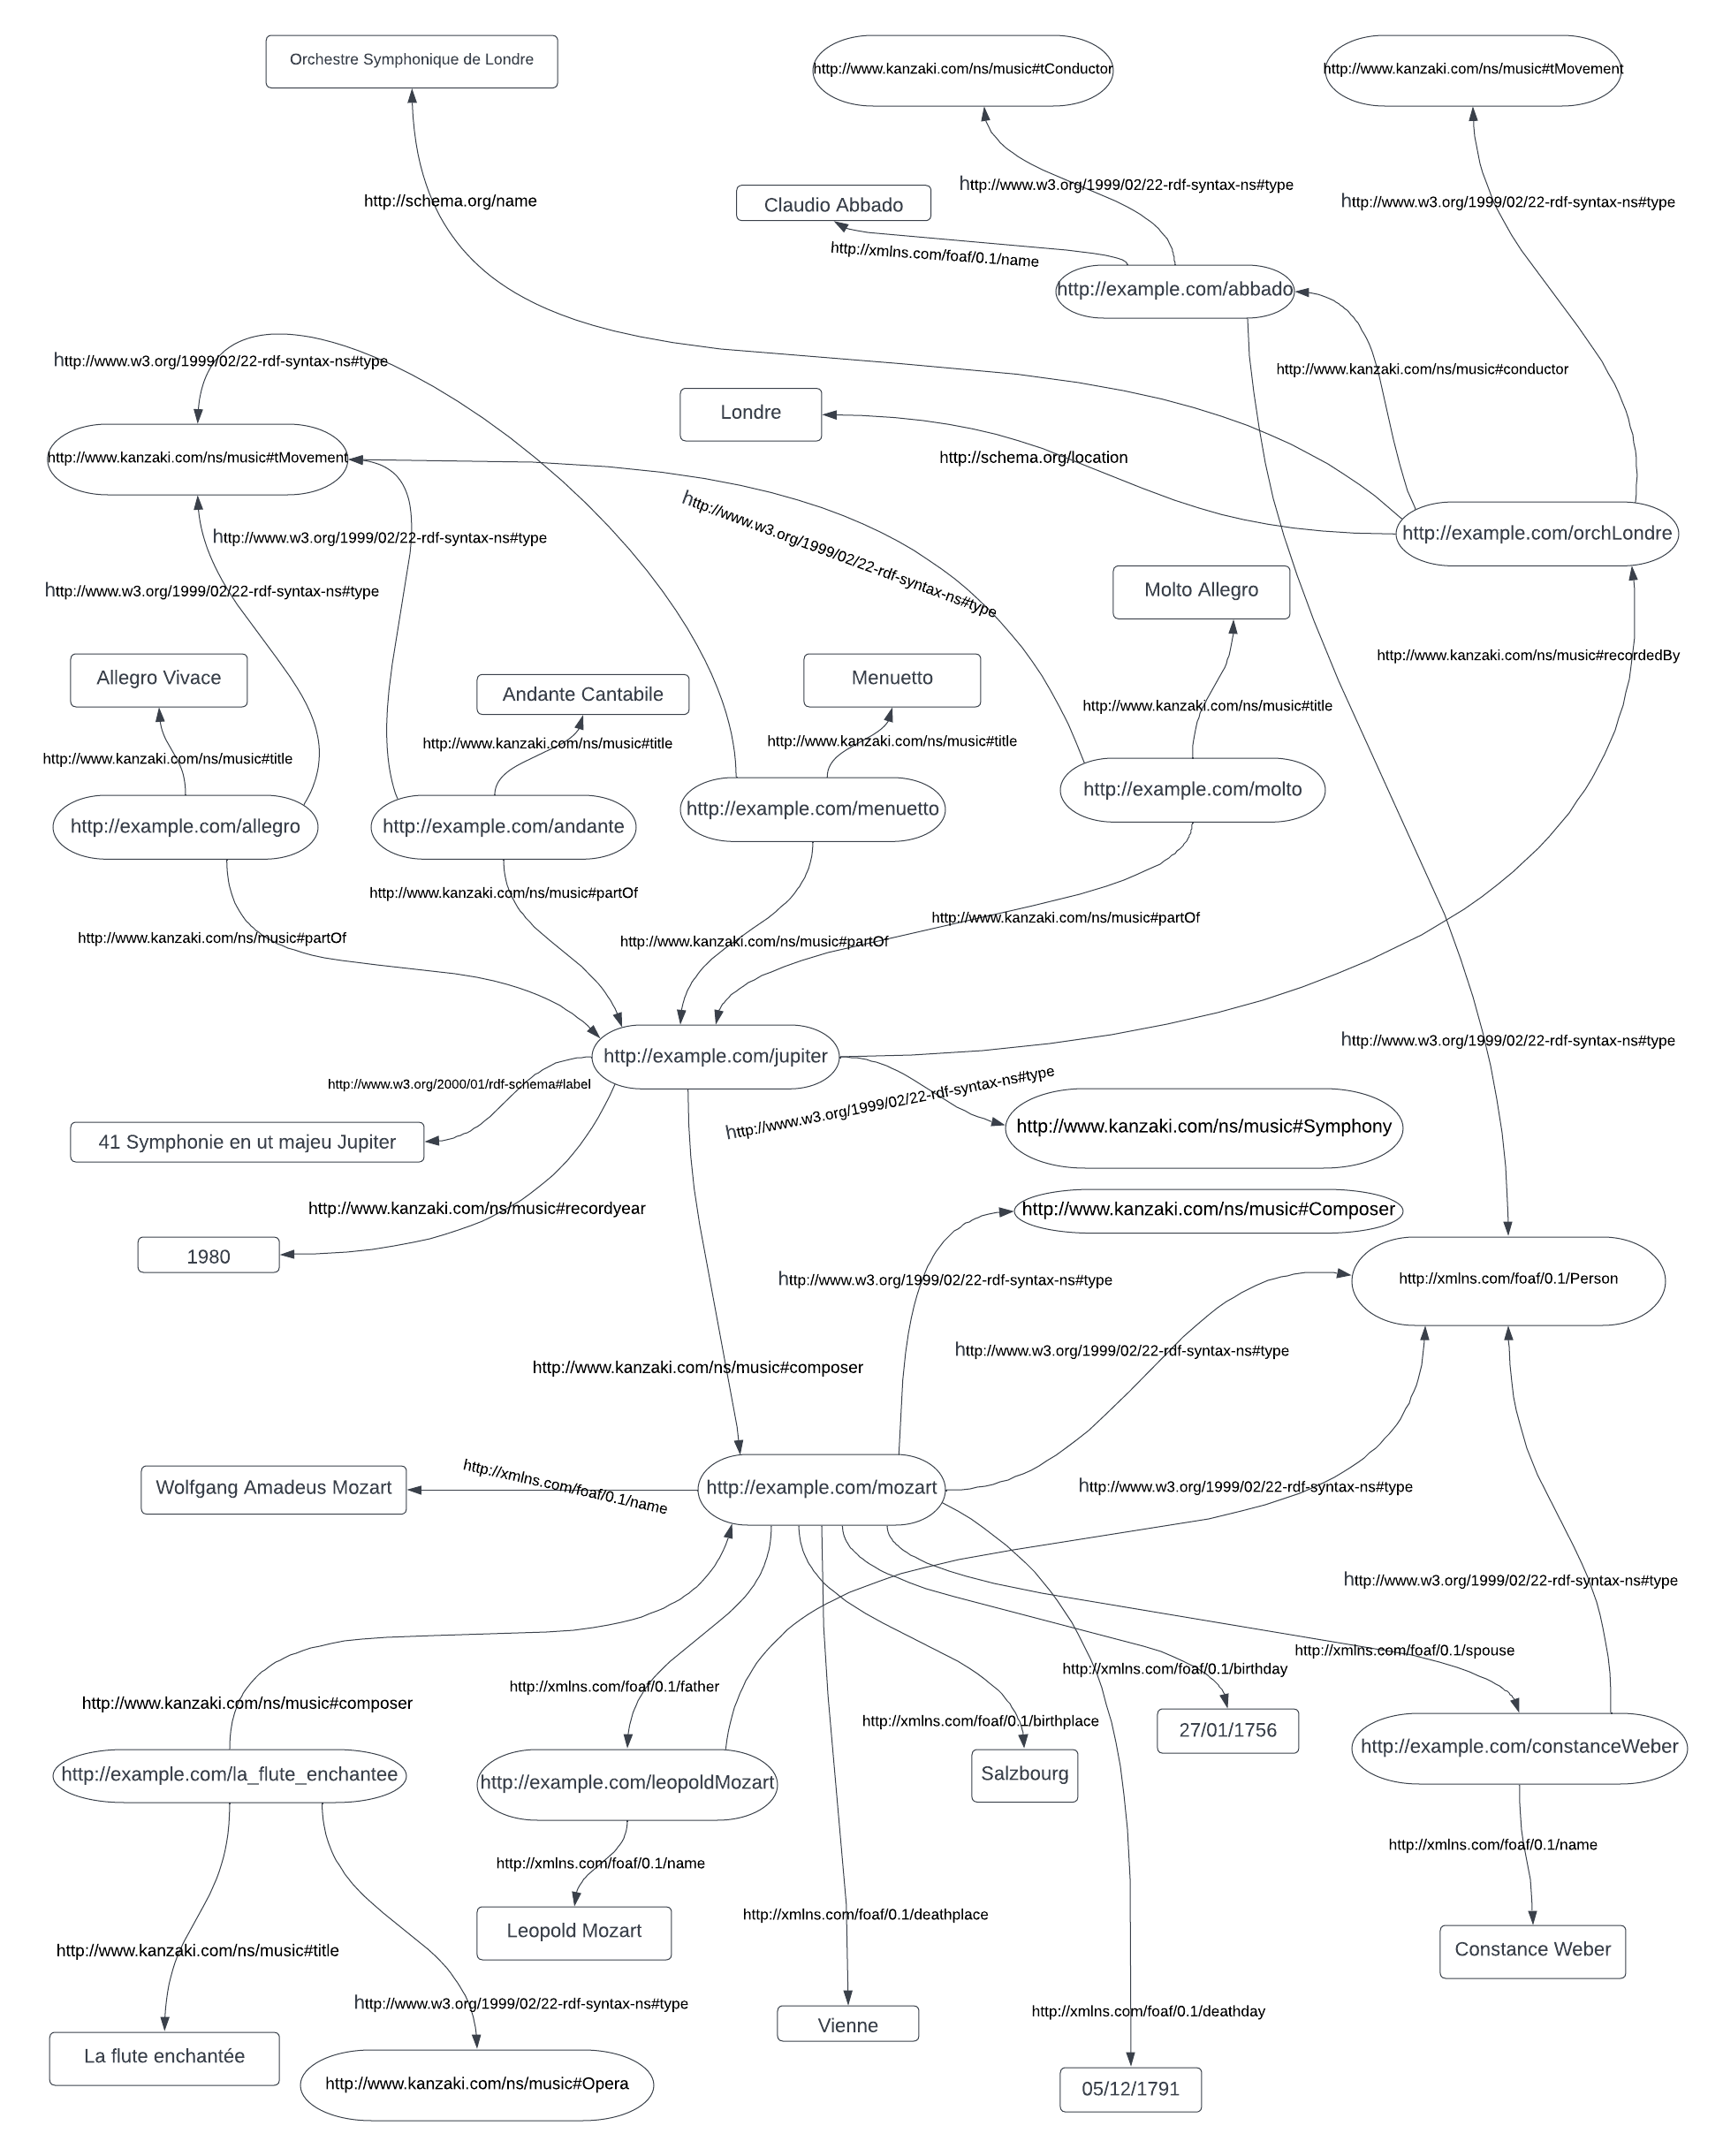 Orchestre Symphonique de Londre
http://www.kanzaki.com/ns/music#tConductor
http://www.kanzaki.com/ns/music#tMovement
http://www.w3.org/1999/02/22-rdf-syntax-ns#type
http://schema.org/name
http://www.w3.org/1999/02/22-rdf-syntax-ns#type
Claudio Abbado
http://xmlns.com/foaf/0.1/name
http://example.com/abbado
http://www.w3.org/1999/02/22-rdf-syntax-ns#type
http://www.kanzaki.com/ns/music#conductor
Londre
http://www.kanzaki.com/ns/music#tMovement
http://schema.org/location
http://www.w3.org/1999/02/22-rdf-syntax-ns#type
http://www.w3.org/1999/02/22-rdf-syntax-ns#type
http://example.com/orchLondre
http://www.w3.org/1999/02/22-rdf-syntax-ns#type
Molto Allegro
http://www.kanzaki.com/ns/music#recordedBy
Allegro Vivace
Andante Cantabile
Menuetto
http://www.kanzaki.com/ns/music#title
http://www.kanzaki.com/ns/music#title
http://www.kanzaki.com/ns/music#title
http://www.kanzaki.com/ns/music#title
http://example.com/allegro
http://example.com/andante
http://example.com/menuetto
http://example.com/molto
http://www.kanzaki.com/ns/music#partOf
http://www.kanzaki.com/ns/music#partOf
http://www.kanzaki.com/ns/music#partOf
http://www.kanzaki.com/ns/music#partOf
http://www.w3.org/1999/02/22-rdf-syntax-ns#type
http://example.com/jupiter
http://www.w3.org/2000/01/rdf-schema#label
http://www.w3.org/1999/02/22-rdf-syntax-ns#type
41 Symphonie en ut majeu Jupiter
http://www.kanzaki.com/ns/music#Symphony
http://www.kanzaki.com/ns/music#recordyear
http://www.kanzaki.com/ns/music#Composer
1980
http://www.w3.org/1999/02/22-rdf-syntax-ns#type
http://xmlns.com/foaf/0.1/Person
http://www.w3.org/1999/02/22-rdf-syntax-ns#type
http://www.kanzaki.com/ns/music#composer
Wolfgang Amadeus Mozart
http://xmlns.com/foaf/0.1/name
http://example.com/mozart
http://www.w3.org/1999/02/22-rdf-syntax-ns#type
http://www.w3.org/1999/02/22-rdf-syntax-ns#type
http://xmlns.com/foaf/0.1/spouse
http://xmlns.com/foaf/0.1/birthday
http://xmlns.com/foaf/0.1/father
http://www.kanzaki.com/ns/music#composer
http://xmlns.com/foaf/0.1/birthplace
27/01/1756
http://example.com/constanceWeber
http://example.com/la_flute_enchantee
http://example.com/leopoldMozart
Salzbourg
http://xmlns.com/foaf/0.1/name
http://xmlns.com/foaf/0.1/name
http://xmlns.com/foaf/0.1/deathplace
Leopold Mozart
Constance Weber
http://www.kanzaki.com/ns/music#title
http://www.w3.org/1999/02/22-rdf-syntax-ns#type
http://xmlns.com/foaf/0.1/deathday
Vienne
La flute enchantée
http://www.kanzaki.com/ns/music#Opera
05/12/1791